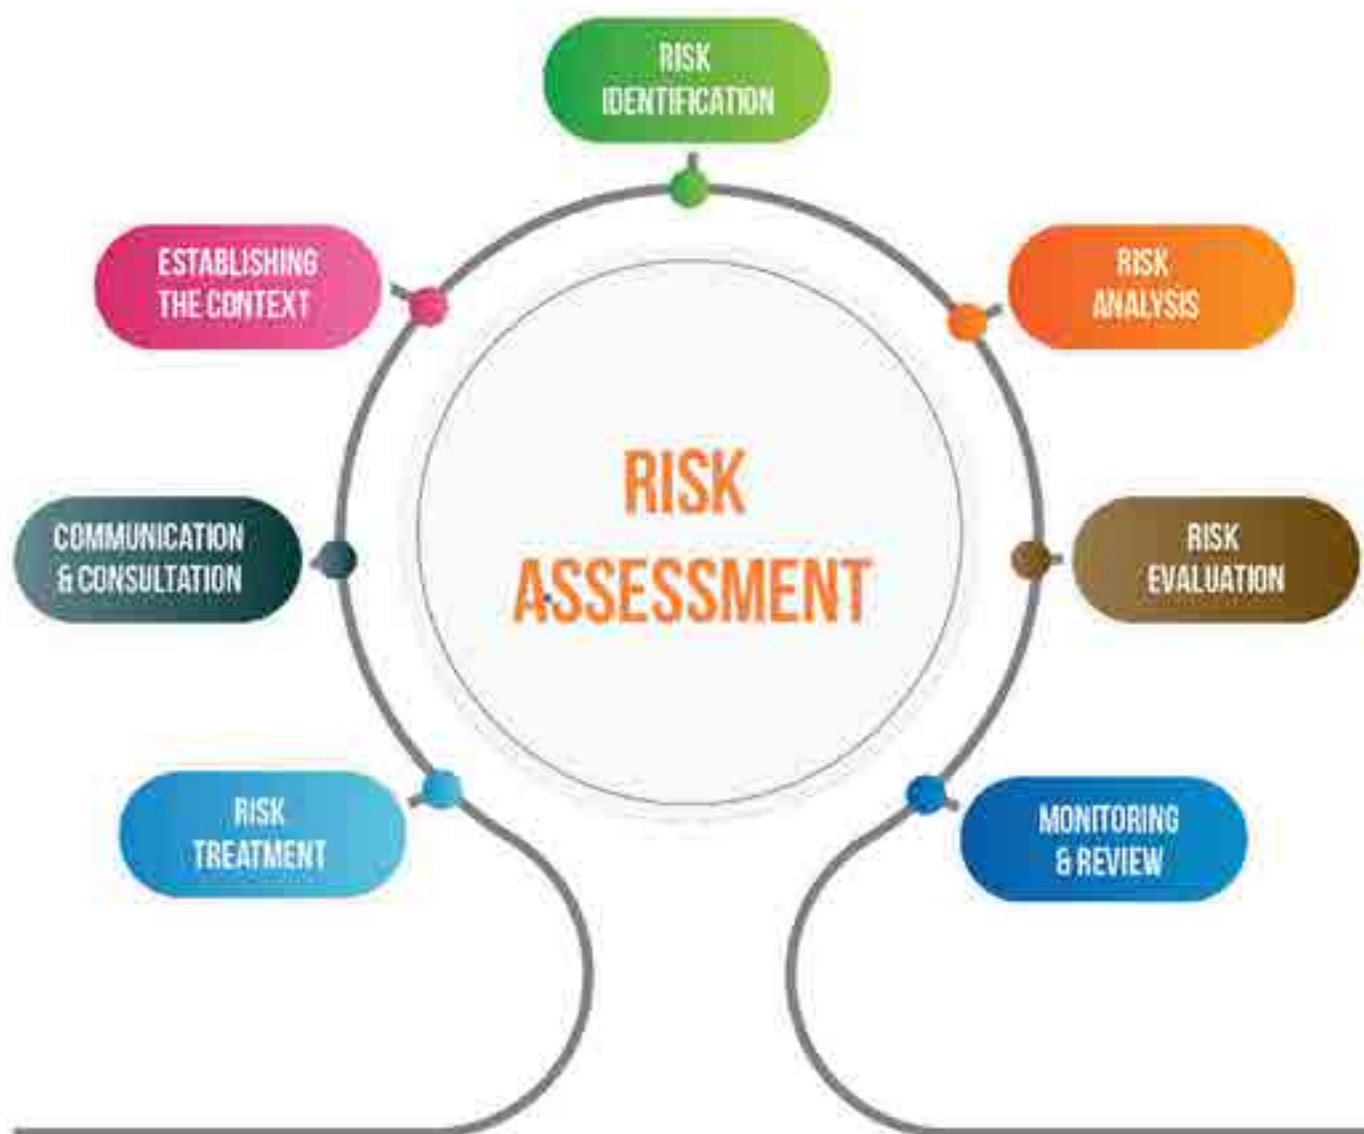 RISK
IDENTIFICATION
ESTABLISHING
THE CONTEXT
RISK
ANALYSIS
RISK
ASSESSMENT
COMMUNICATION
& CONSULTATION
RISK
EVALUATION
RISK
TREATMENT
MONITORING
& REVIEW